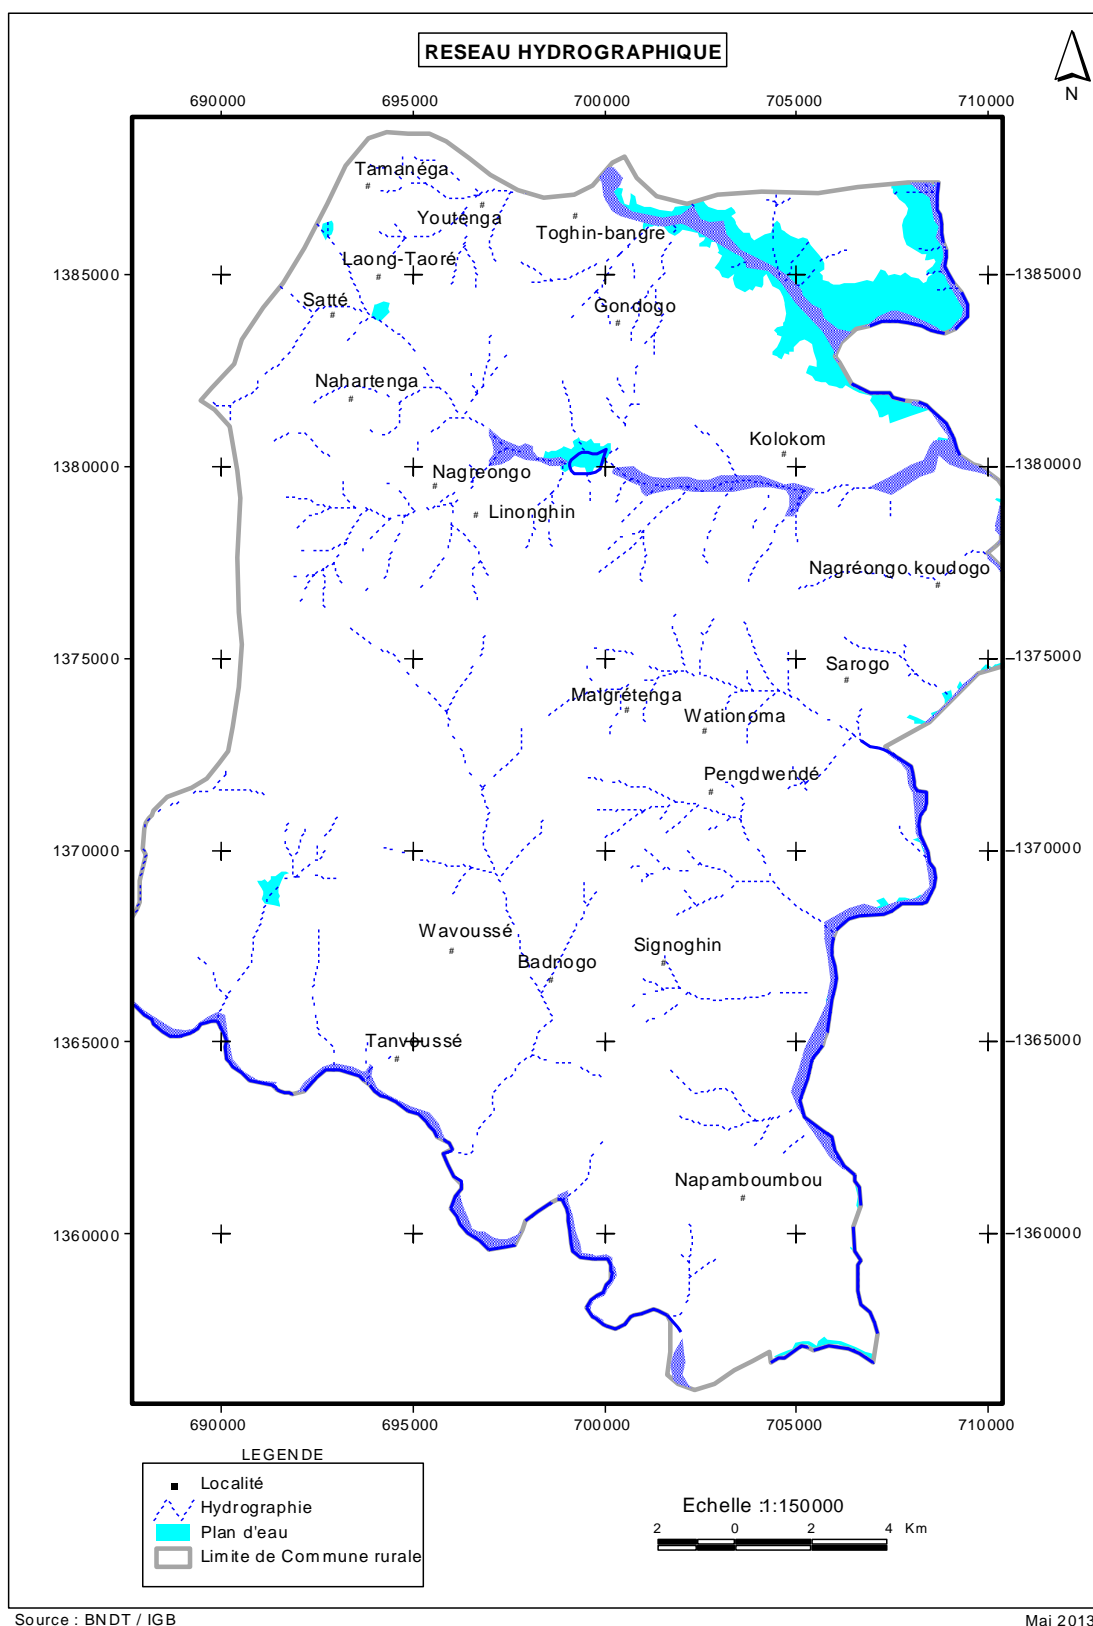 RESEAU HYDROGRAPHIQUE
N
690000 695000 700000 705000 710000
Tamanéga
Youténga
Toghin-bangre
Laong-Taoré
1385000 1385000
Satté
Gondogo
Nahartenga
Kolokom
1380000 1380000
Nagréongo
Linonghin
Nagréongo koudogo
1375000 1375000
Sarogo
Malgrétenga
Wationoma
Pengdwendé
1370000 1370000
Wavoussé
Signoghin
Badnogo
1365000 1365000
Tanvoussé
Napamboumbou
1360000 1360000
690000 695000 700000 705000 710000
LEGENDE
Localité
Hydrographie
Plan d'eau
Limite de Commune rurale
Echelle :1:150000
2 0 2 4 Km
Source : BNDT / IGB
Mai 2013